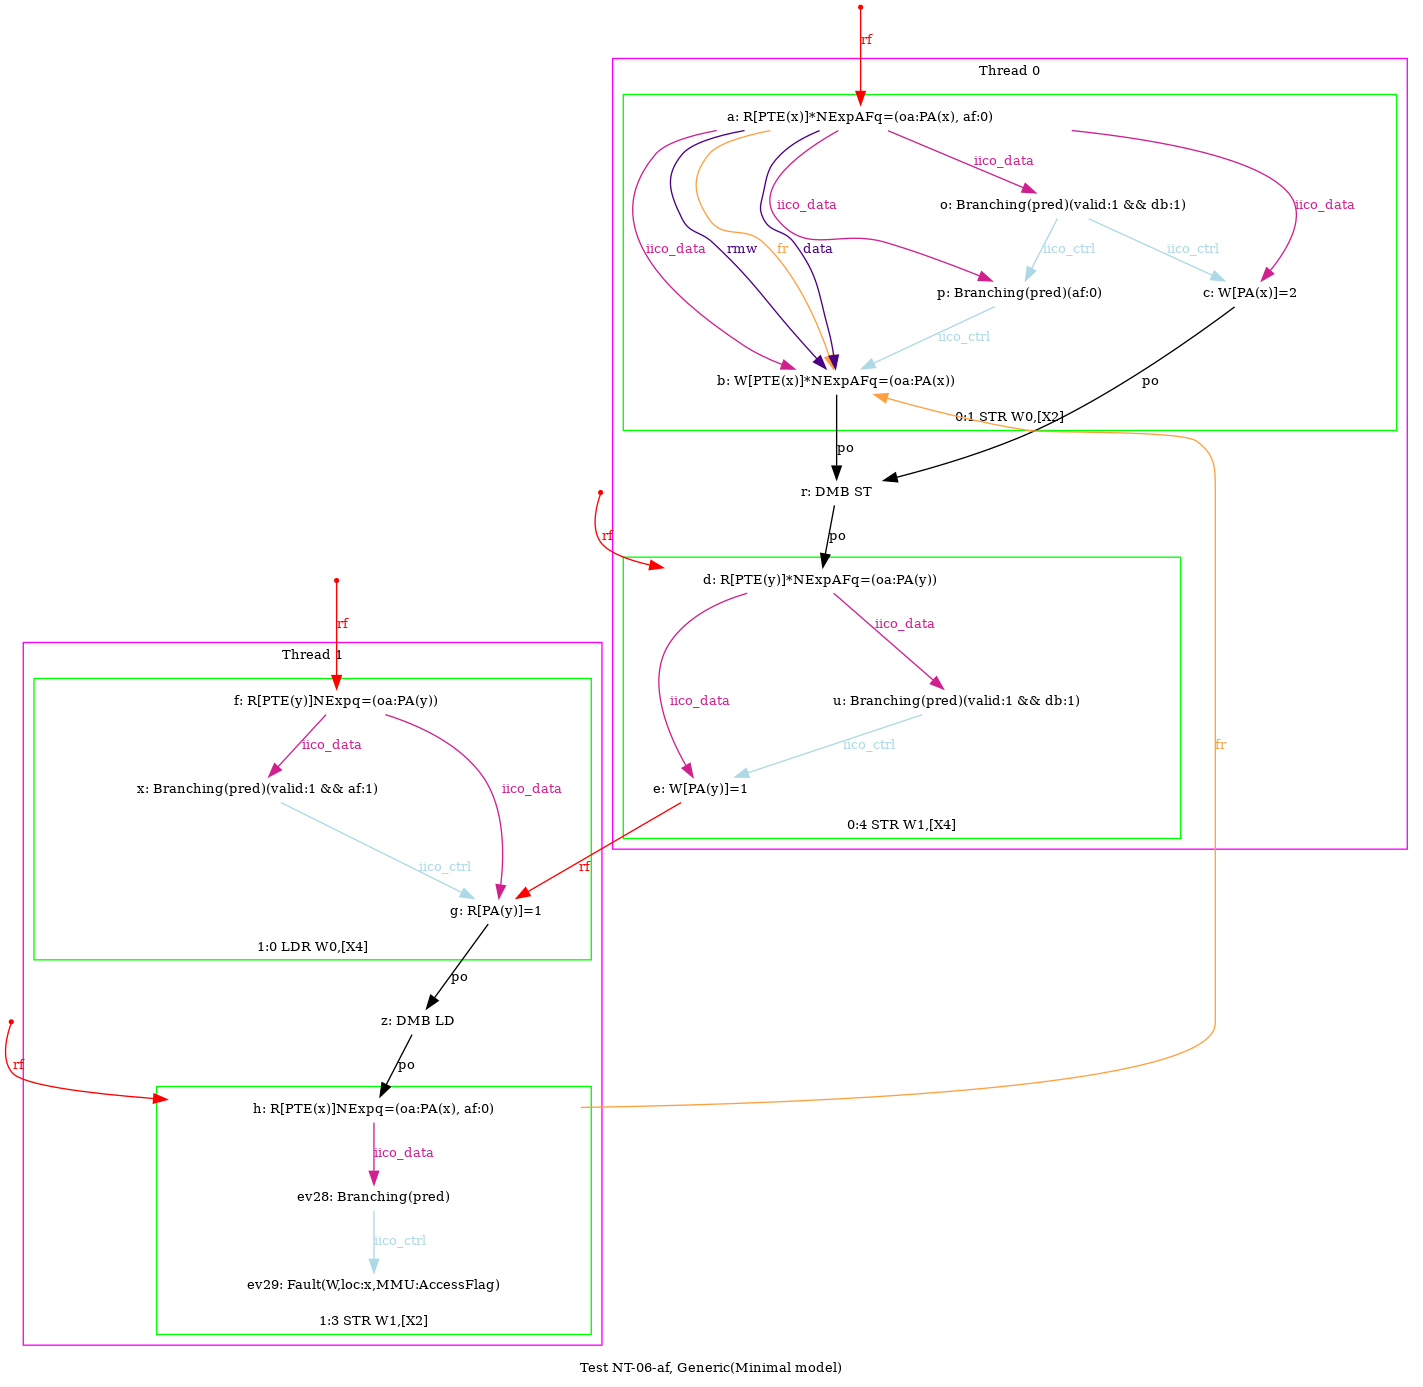 rf
Thread 0
a: R[PTE(x)]*NExpAFq=(oa:PA(x), af:0)
iico_data
o: Branching(pred)(valid:1 && db:1)
iico_data
iico_data
iico_data
rmw
fr
data
iico_ctrl
iico_ctrl
p: Branching(pred)(af:0)
c: W[PA(x)]=2
iico_ctrl
b: W[PTE(x)]*NExpAFq=(oa:PA(x))
po
0:1 STR W0,[X2]
po
r: DMB ST
rf
po
d: R[PTE(y)]*NExpAFq=(oa:PA(y))
rf
iico_data
Thread 1
f: R[PTE(y)]NExpq=(oa:PA(y))
iico_data
u: Branching(pred)(valid:1 && db:1)
iico_data
iico_ctrl
fr
x: Branching(pred)(valid:1 && af:1)
iico_data
e: W[PA(y)]=1
0:4 STR W1,[X4]
iico_ctrl
rf
g: R[PA(y)]=1
1:0 LDR W0,[X4]
po
z: DMB LD
rf
po
h: R[PTE(x)]NExpq=(oa:PA(x), af:0)
iico_data
ev28: Branching(pred)
iico_ctrl
ev29: Fault(W,loc:x,MMU:AccessFlag)
1:3 STR W1,[X2]
Test NT-06-af, Generic(Minimal model)